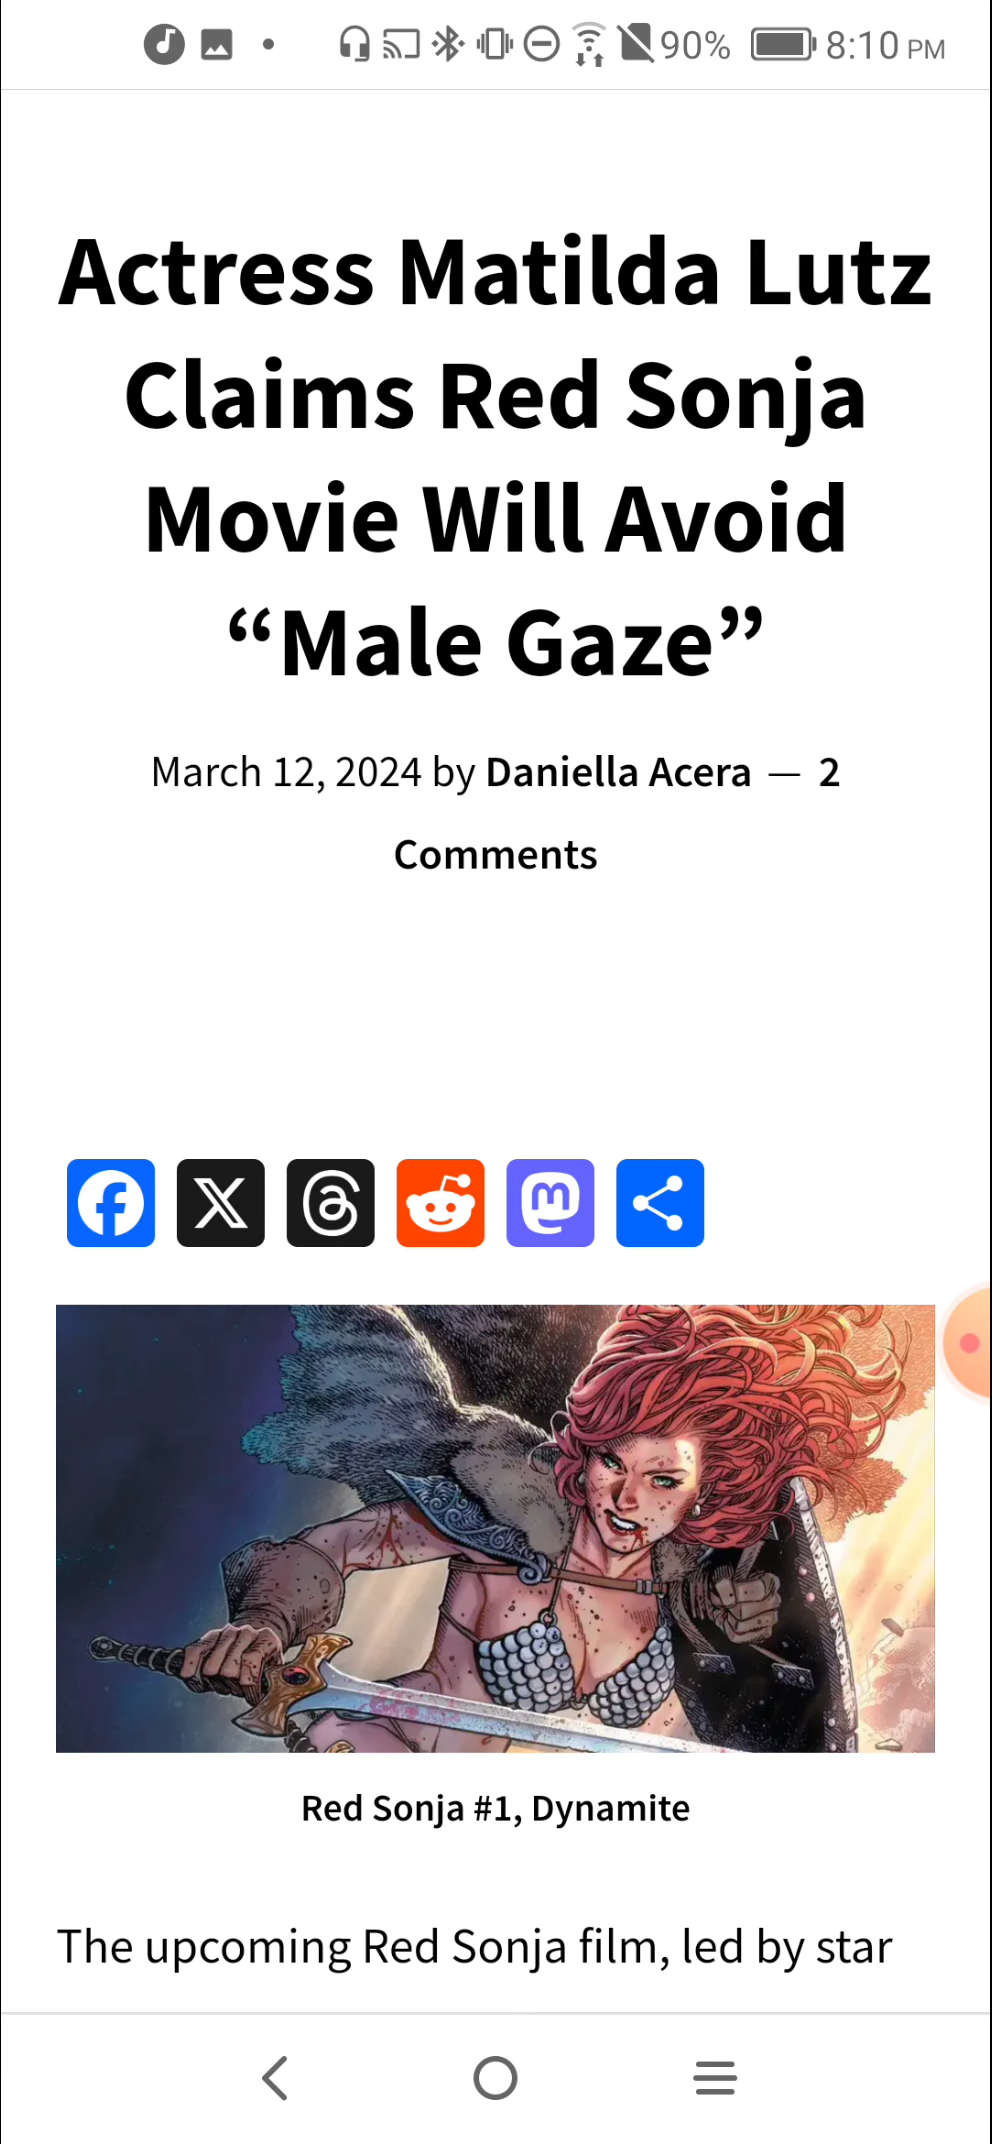 90% 8:10 PM
Actress Matilda Lutz
Claims Red Sonja
Movie Will Avoid
“Male Gaze”
March 12, 2024 by Daniella Acera — 2
Comments
Red Sonja #1, Dynamite
The upcoming Red Sonja film, led by star